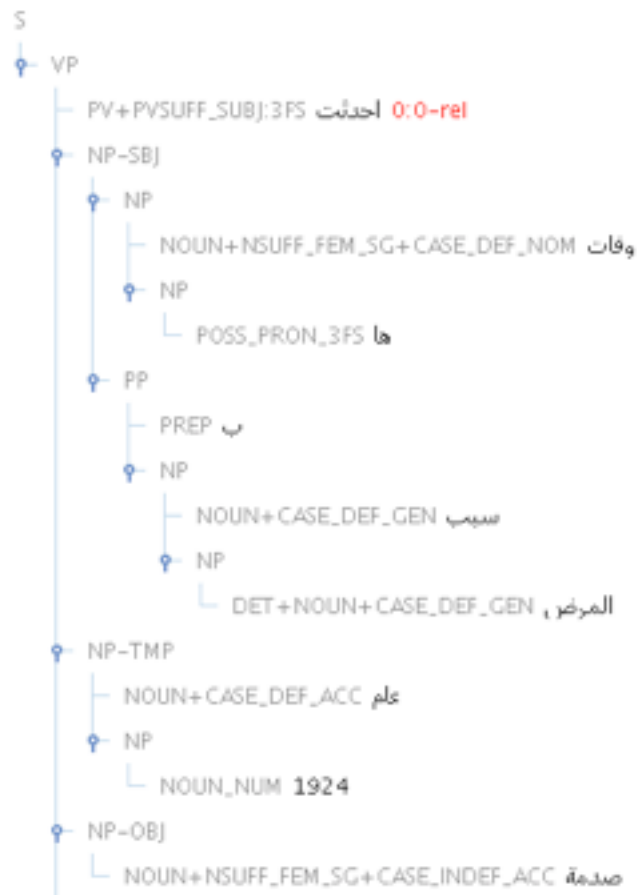 S
VP
PV+PVSUFF_SUBJ:3FS احدثت 0:0-rel
NP-SBJ
NP
NOUN+NSUFF_FEM_SG+CASE_DEF_NOM وفات
NP
POSS_PRON_3FS ها
PP
PREP ب
NP
NOUN+CASE_DEF_GEN سبب
NP
DET+NOUN+CASE_DEF_GEN المرض
NP-TMP
NOUN+CASE_DEF_ACC علم
NP
NOUN_NUM 1924
NP-OBJ
NOUN+NSUFF_FEM_SG+CASE_INDEF_ACC صدمة